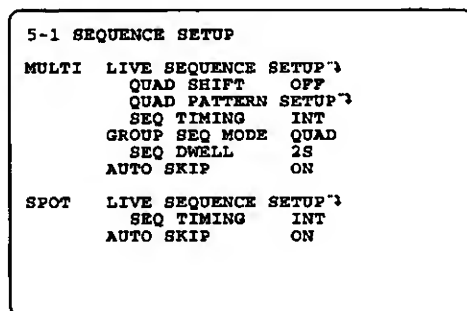 5-1 SEQUENCE SETUP
MULTI LIVE SEQUENCE SETUP
QUAD SHIFT OFF
QUAD PATTERN SETUP
SEQ TIMING INT
GROUP SEQ MODE QUAD
SEQ DWELL 2S
AUTO SKIP ON
SPOT LIVE SEQUENCE SETUP
SEQ TIMING INT
AUTO SKIP ON